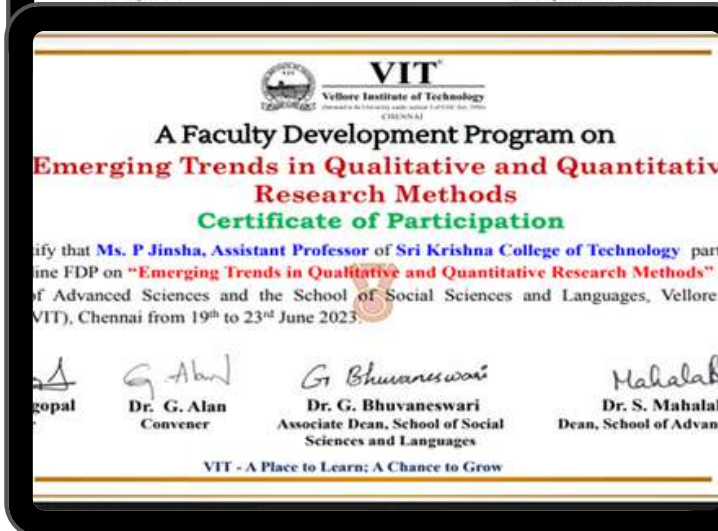 VIT
Vellore Institute of Technology
CHENNAI
A Faculty Development Program on
Emerging Trends in Qualitative and Quantitativ
Research Methods
Certificate of Participation
ify that Ms. P Jinsha, Assistant Professor of Sri Krishna College of Technology part
ine FDP on “Emerging Trends in Qualitative and Quantitative Research Methods”
of Advanced Sciences and the School of Social Sciences and Languages, Vellore
VIT), Chennai from 19th to 23rd June 2023.
G Alan G Bhuvaneswari Mahalak
gopal Dr. G. Alan Dr. G. Bhuvaneswari Dr. S. Mahalal
Convener Associate Dean, School of Social Dean, School of Advan
Sciences and Languages
VIT - A Place to Learn; A Chance to Grow